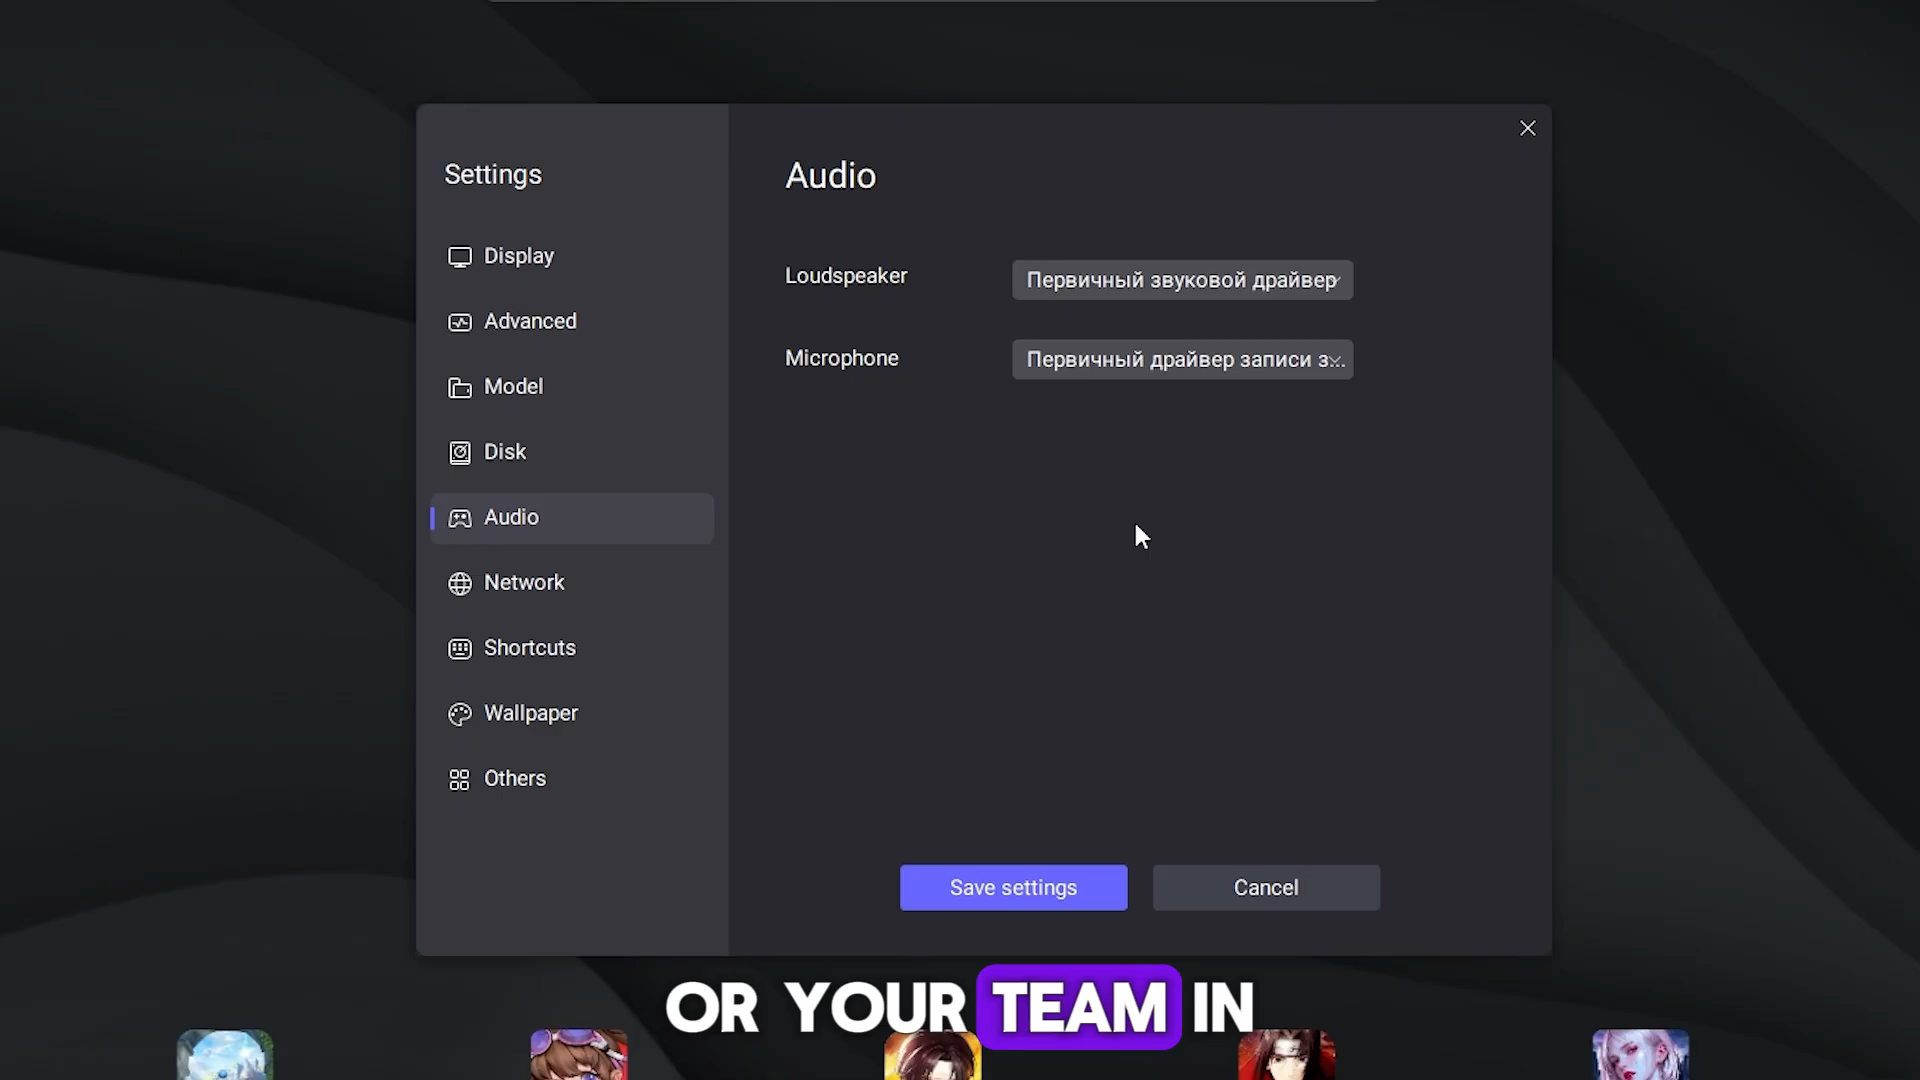 Settings
Display
Advanced
Model
Disk
Audio
Network
Shortcuts
Wallpaper
Others
Audio
Loudspeaker
Первичный звуковой драйвер
Microphone
Первичный драйвер записи з...
Save settings
Cancel
OR YOUR TEAM IN